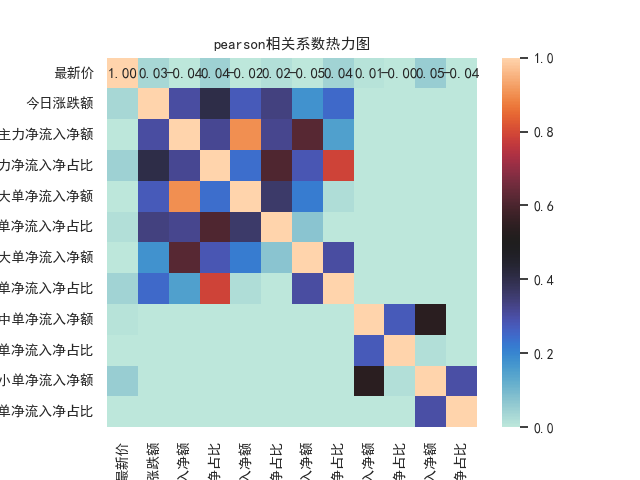 pearson相关系数热力图
最新价
1.00 0.03 -0.04 0.04 -0.02 0.02 -0.05 0.04 0.01 -0.00 0.05 -0.04
今日涨跌额
主力净流入净额
力净流入净占比
大单净流入净额
单净流入净占比
大单净流入净额
单净流入净占比
中单净流入净额
单净流入净占比
小单净流入净额
单净流入净占比
1.0
0.8
0.6
0.4
0.2
0.0
最新价
涨跌额
入净额
净占比
入净额
净占比
入净额
净占比
入净额
净占比
入净额
净占比